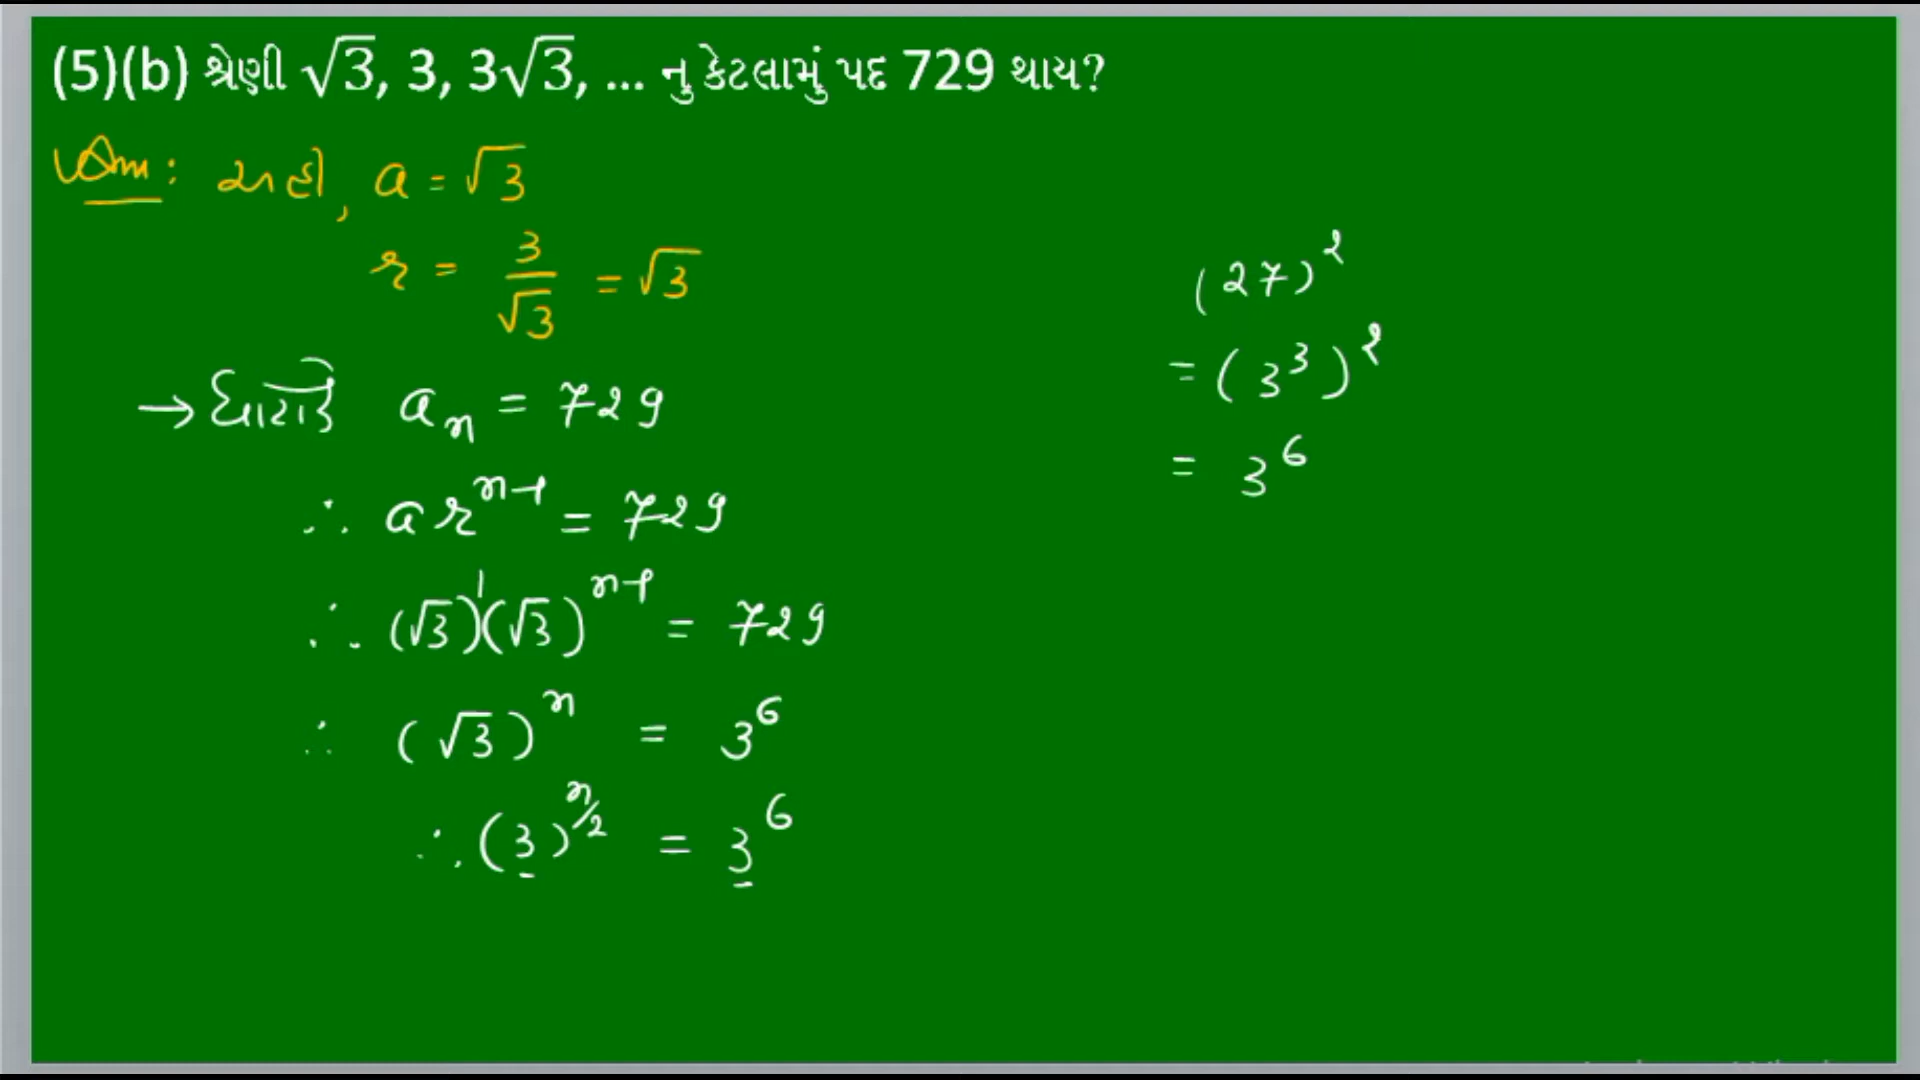 (5)(b) શ્રેણી √3, 3, 3√3, ... નુ કેટલામું પદ 729 થાય?
અહીં, a = √3
r = 3/√3 = √3
→ ધારોકે aₙ = 729
∴ arⁿ⁻¹ = 729
∴ (√3)¹(√3)ⁿ⁻¹ = 729
∴ (√3)ⁿ = 3⁶
∴ (3)^(n/2) = 3⁶
(27)²
= (3³)²
= 3⁶